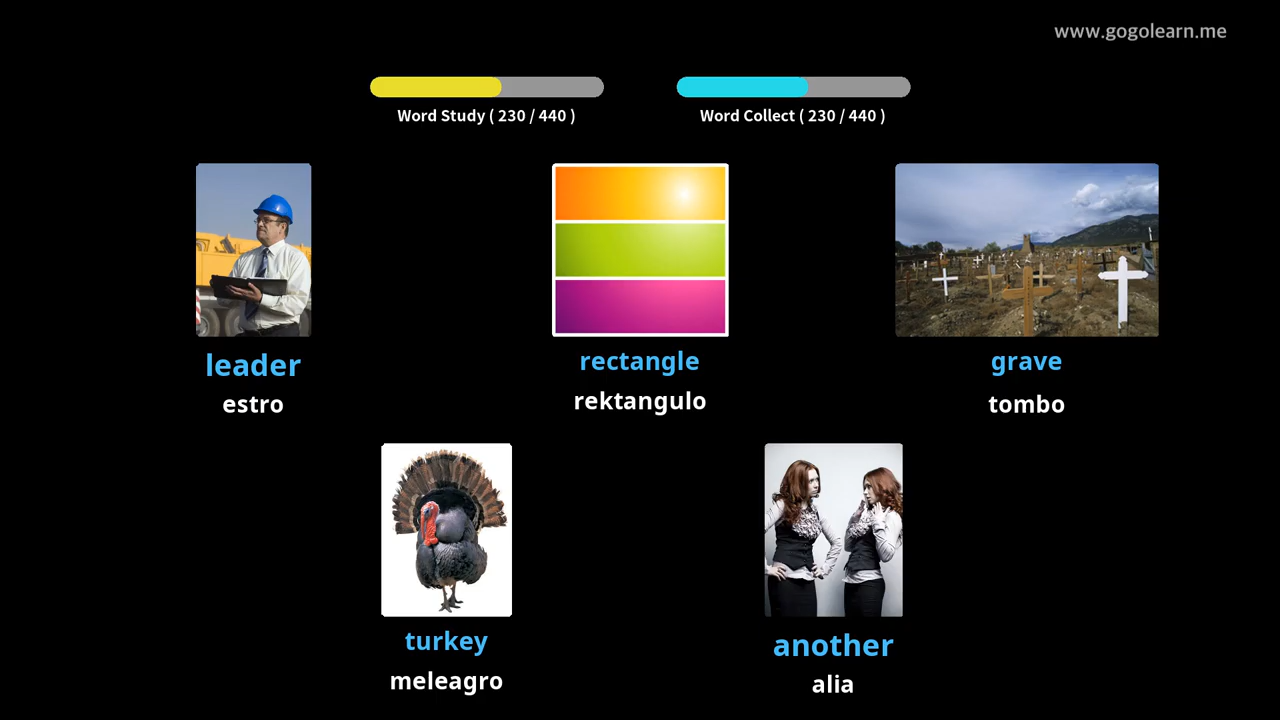 www.gogolearn.me
Word Study ( 230 / 440 )
Word Collect ( 230 / 440 )
leader
estro
rectangle
rektangulo
grave
tombo
turkey
meleagro
another
alia